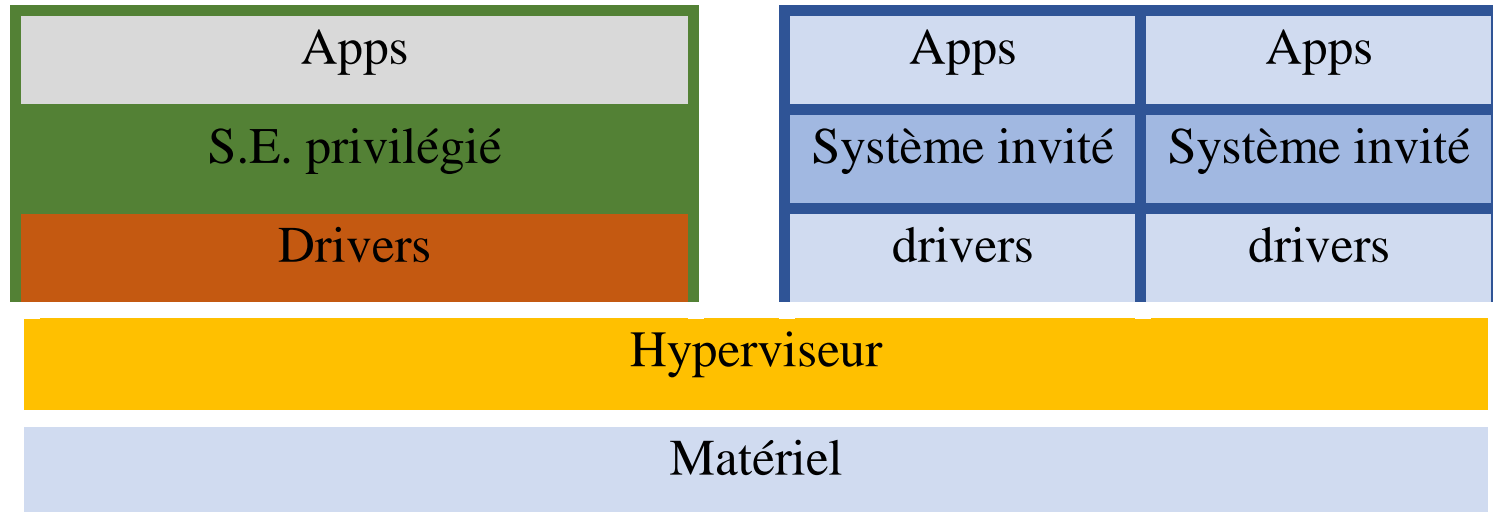 Apps
Apps
Apps
S.E. privilégié
Système invité
Système invité
Drivers
drivers
drivers
Hyperviseur
Matériel